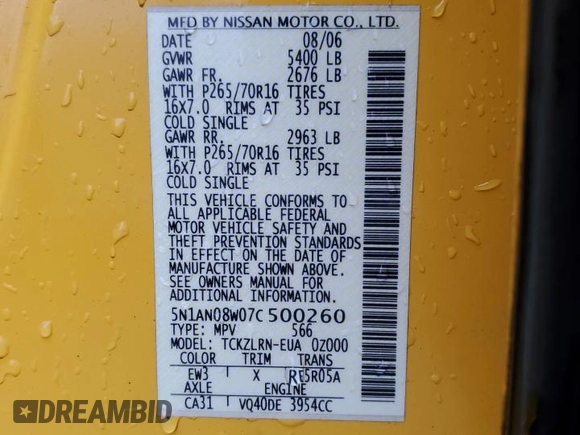 MFD BY NISSAN MOTOR CO., LTD.
DATE 08/06
GVWR 5400 LB
GAWR FR. 2676 LB
WITH P265/70R16 TIRES
16X7.0 RIMS AT 35 PSI
COLD SINGLE
GAWR RR. 2963 LB
WITH P265/70R16 TIRES
16X7.0 RIMS AT 35 PSI
COLD SINGLE
THIS VEHICLE CONFORMS TO
ALL APPLICABLE FEDERAL
MOTOR VEHICLE SAFETY AND
THEFT PREVENTION STANDARDS
IN EFFECT ON THE DATE OF
MANUFACTURE SHOWN ABOVE.
SEE OWNERS MANUAL FOR
ADDITIONAL INFORMATION.
5N1AN08W07C500260
TYPE: MPV 566
MODEL: TCKZLRN-EUA 0Z000
COLOR TRIM TRANS
EW3 X RE5R05A
AXLE ENGINE
CA31 VQ40DE 3954CC
DREAMBID